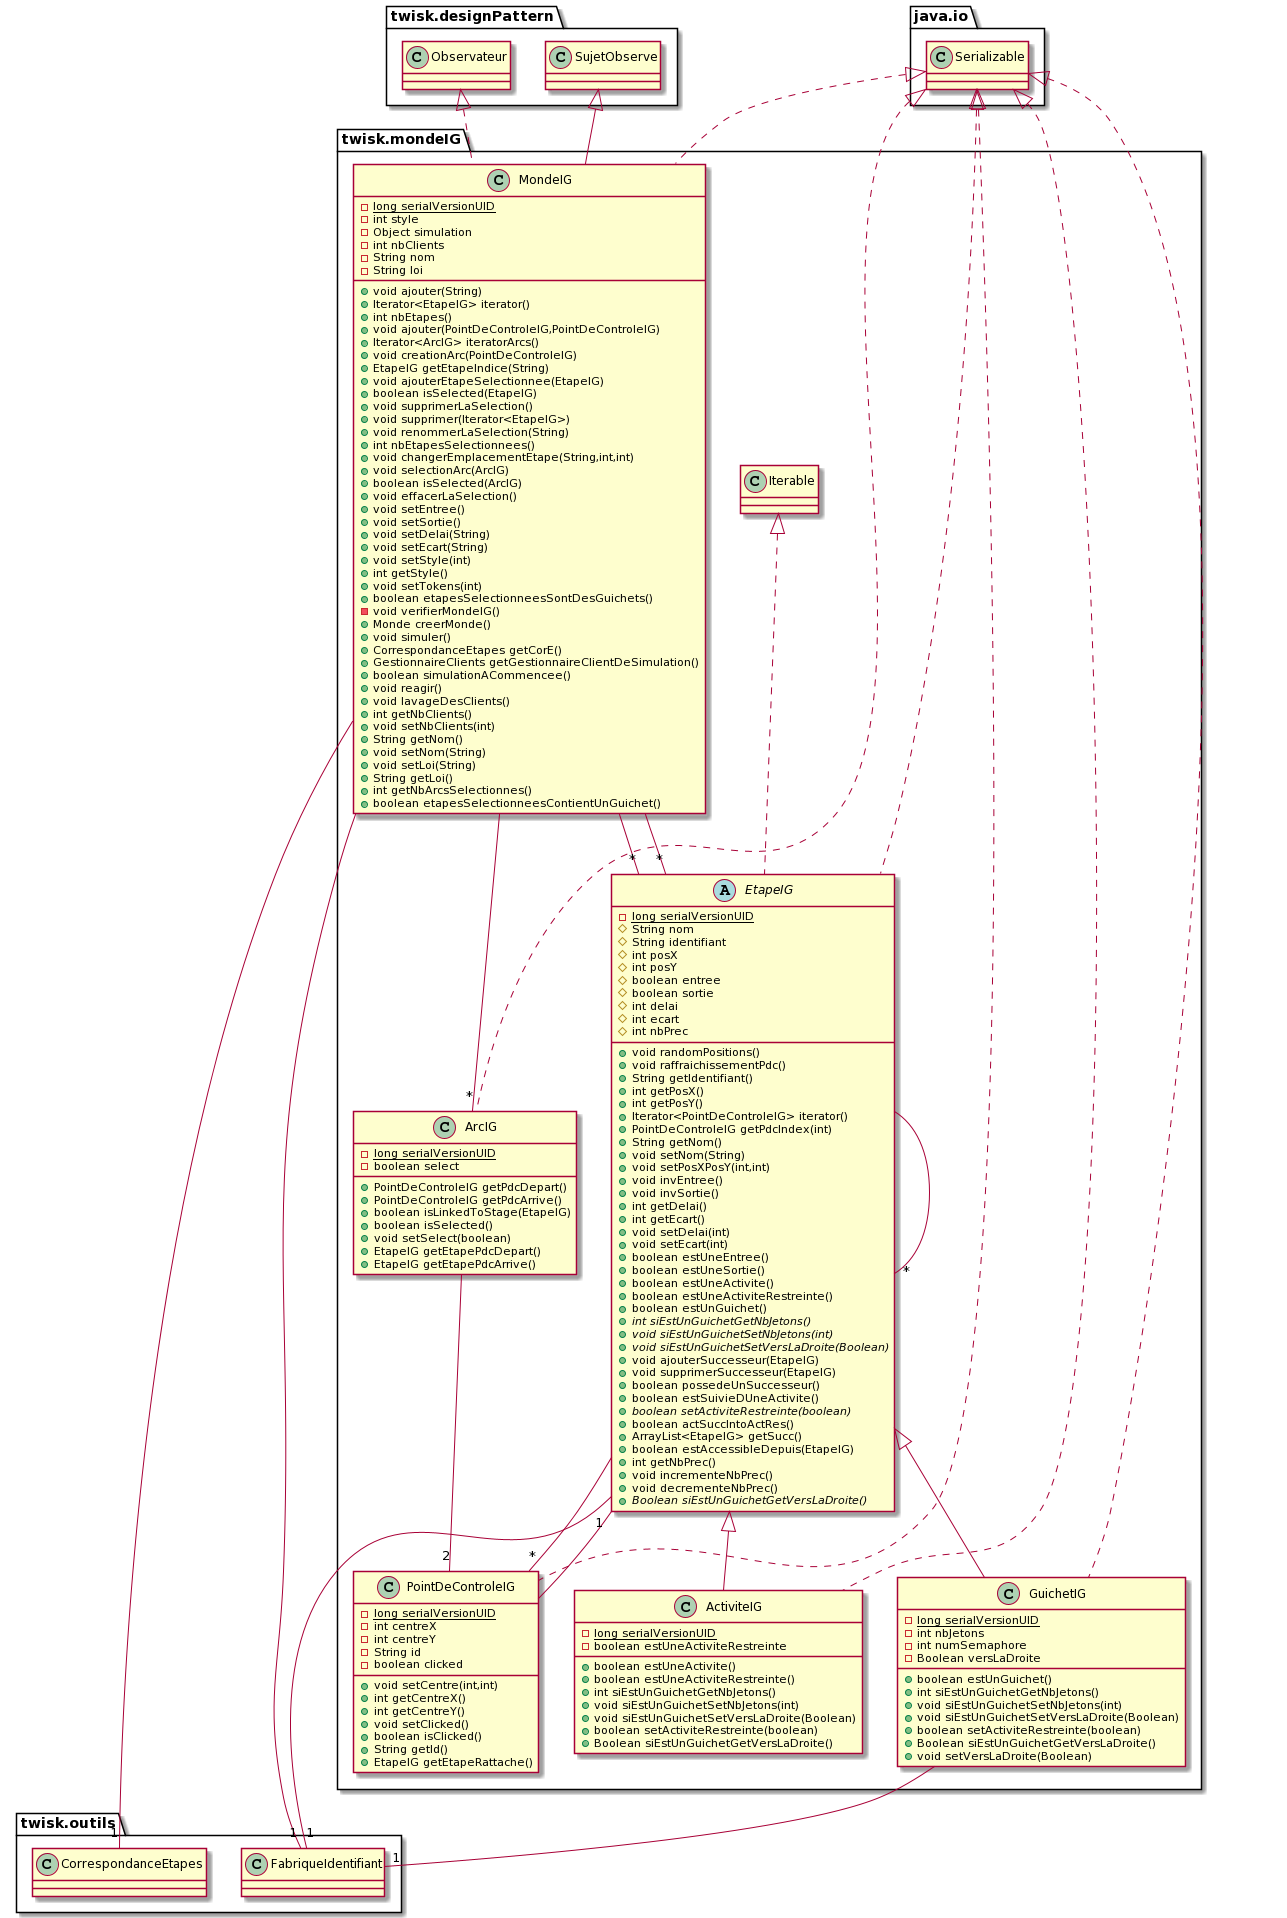 twisk.designPattern
C Observateur
C SujetObserve
java.io
C Serializable
twisk.mondeIG
C MondeIG
long serialVersionUID
int style
Object simulation
int nbClients
String nom
String loi
void ajouter(String)
Iterator<EtapeIG> iterator()
int nbEtapes()
void ajouter(PointDeControleIG,PointDeControleIG)
Iterator<ArcIG> iteratorArcs()
void creationArc(PointDeControleIG)
EtapeIG getEtapeIndice(String)
void ajouterEtapeSelectionnee(EtapeIG)
boolean isSelected(EtapeIG)
void supprimerLaSelection()
void supprimer(Iterator<EtapeIG>)
void renommerLaSelection(String)
int nbEtapesSelectionnees()
void changerEmplacementEtape(String,int,int)
void selectionArc(ArcIG)
boolean isSelected(ArcIG)
void effacerLaSelection()
void setEntree()
void setSortie()
void setDelai(String)
void setEcart(String)
void setStyle(int)
int getStyle()
void setTokens(int)
boolean etapesSelectionneesSontDesGuichets()
void verifierMondeIG()
Monde creerMonde()
void simuler()
CorrespondanceEtapes getCorE()
GestionnaireClients getGestionnaireClientDeSimulation()
boolean simulationACommencee()
void reagir()
void lavageDesClients()
int getNbClients()
void setNbClients(int)
String getNom()
void setNom(String)
void setLoi(String)
String getLoi()
int getNbArcsSelectionnes()
boolean etapesSelectionneesContientUnGuichet()
C Iterable
*
*
A EtapeIG
long serialVersionUID
String nom
String identifiant
int posX
int posY
boolean entree
boolean sortie
int delai
int ecart
int nbPrec
void randomPositions()
void raffraichissementPdc()
String getIdentifiant()
int getPosX()
int getPosY()
Iterator<PointDeControleIG> iterator()
PointDeControleIG getPdcIndex(int)
String getNom()
void setNom(String)
void setPosXPosY(int,int)
void invEntree()
void invSortie()
int getDelai()
int getEcart()
void setDelai(int)
void setEcart(int)
boolean estUneEntree()
boolean estUneSortie()
boolean estUneActivite()
boolean estUneActiviteRestreinte()
boolean estUnGuichet()
int siEstUnGuichetGetNbJetons()
void siEstUnGuichetSetNbJetons(int)
void siEstUnGuichetSetVersLaDroite(Boolean)
void ajouterSuccesseur(EtapeIG)
void supprimerSuccesseur(EtapeIG)
boolean possedeUnSuccesseur()
boolean estSuivieDUneActivite()
boolean setActiviteRestreinte(boolean)
boolean actSuccIntoActRes()
ArrayList<EtapeIG> getSucc()
boolean estAccessibleDepuis(EtapeIG)
int getNbPrec()
void incrementeNbPrec()
void decrementeNbPrec()
Boolean siEstUnGuichetGetVersLaDroite()
*
*
C ArcIG
long serialVersionUID
boolean select
PointDeControleIG getPdcDepart()
PointDeControleIG getPdcArrive()
boolean isLinkedToStage(EtapeIG)
boolean isSelected()
void setSelect(boolean)
EtapeIG getEtapePdcDepart()
EtapeIG getEtapePdcArrive()
1
2
*
C PointDeControleIG
long serialVersionUID
int centreX
int centreY
String id
boolean clicked
void setCentre(int,int)
int getCentreX()
int getCentreY()
void setClicked()
boolean isClicked()
String getId()
EtapeIG getEtapeRattache()
C ActiviteIG
long serialVersionUID
boolean estUneActiviteRestreinte
boolean estUneActivite()
boolean estUneActiviteRestreinte()
int siEstUnGuichetGetNbJetons()
void siEstUnGuichetSetNbJetons(int)
void siEstUnGuichetSetVersLaDroite(Boolean)
boolean setActiviteRestreinte(boolean)
Boolean siEstUnGuichetGetVersLaDroite()
C GuichetIG
long serialVersionUID
int nbJetons
int numSemaphore
Boolean versLaDroite
boolean estUnGuichet()
int siEstUnGuichetGetNbJetons()
void siEstUnGuichetSetNbJetons(int)
void siEstUnGuichetSetVersLaDroite(Boolean)
boolean setActiviteRestreinte(boolean)
Boolean siEstUnGuichetGetVersLaDroite()
void setVersLaDroite(Boolean)
twisk.outils
1
1
1
1
C CorrespondanceEtapes
C FabriqueIdentifiant